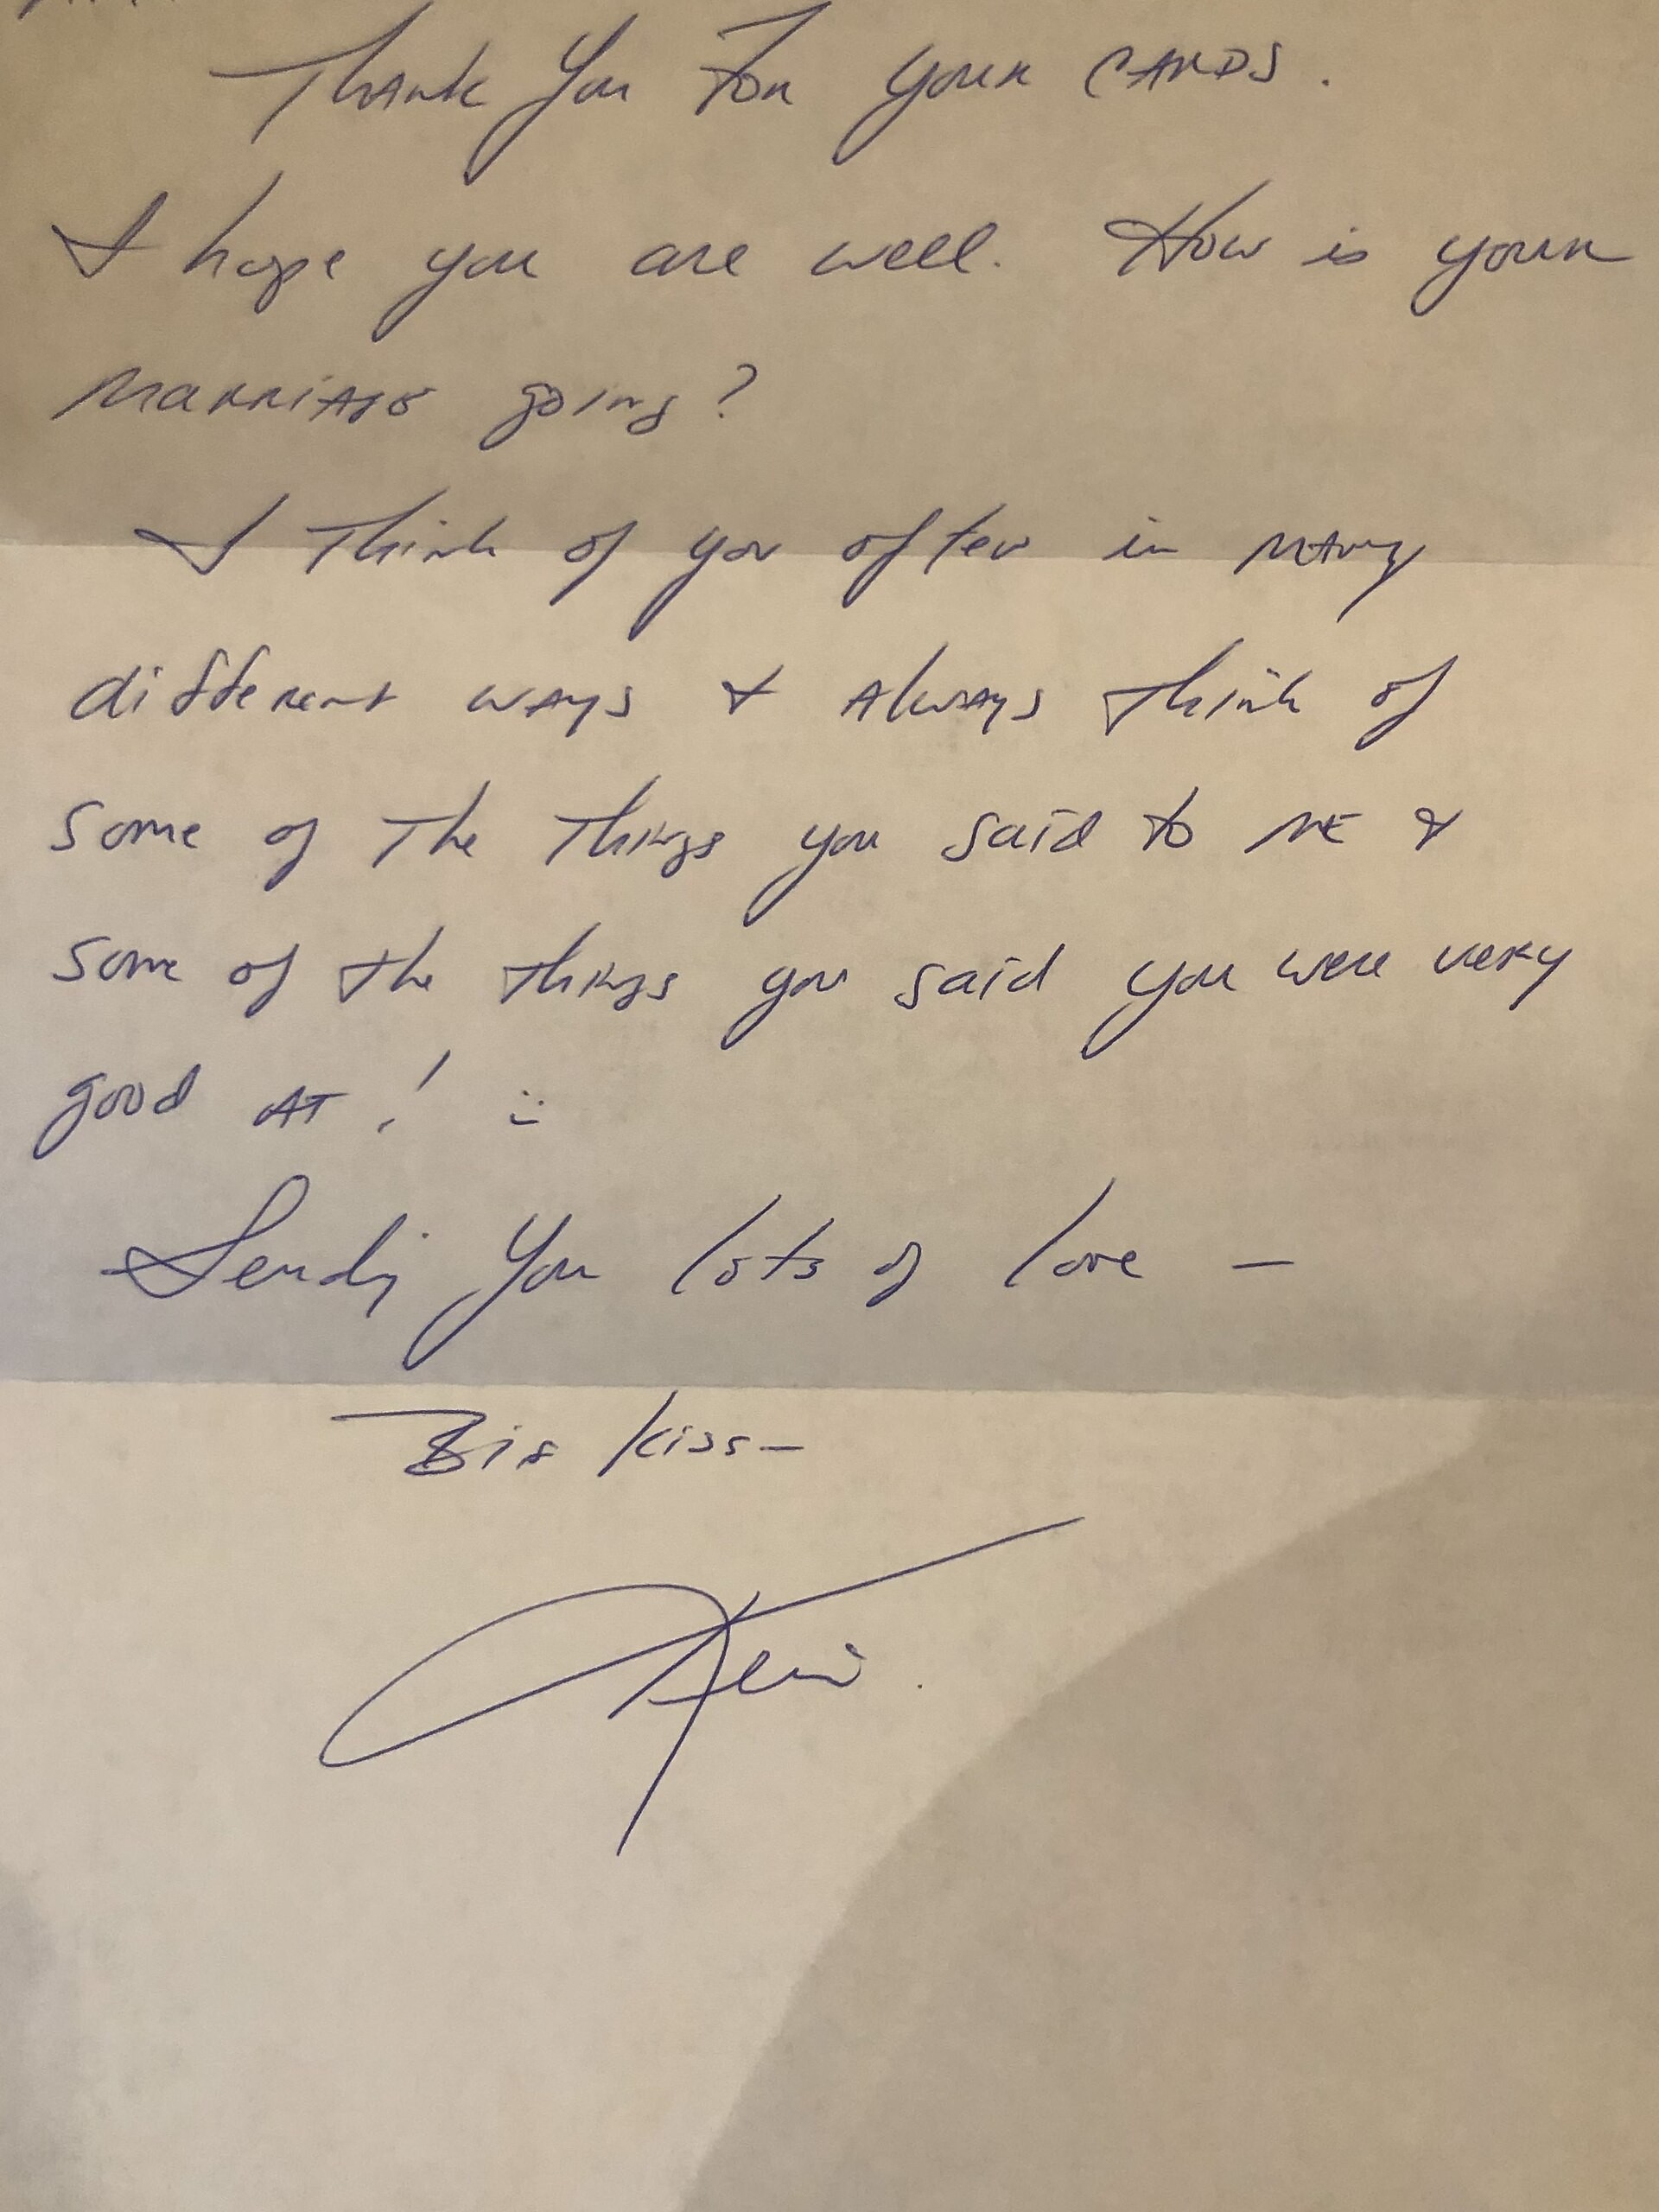 Thank You For your CARDS.
I hope you are well. How is your
marriage going?
I Think of you often in many
different ways & Always think of
some of The Things you said to me &
some of the things you said you were very
good AT! :)
Sending You lots of love —
Big kiss —